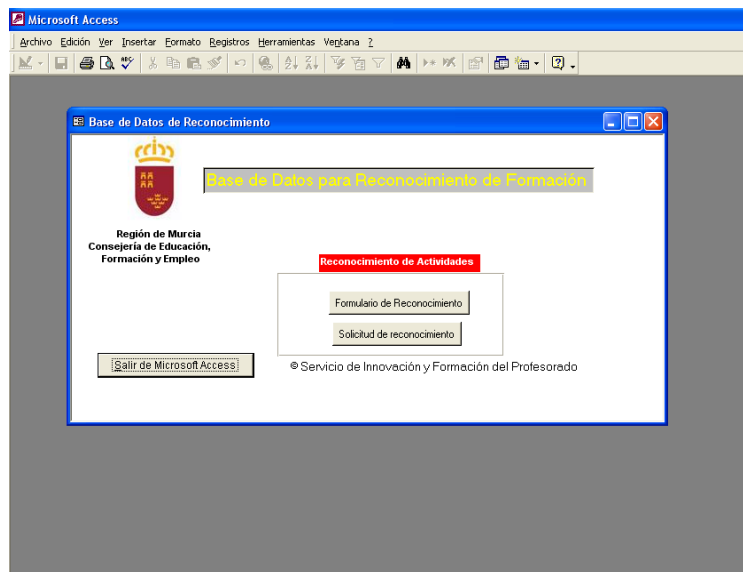 Microsoft Access
Archivo Edición Ver Insertar Formato Registros Herramientas Ventana ?
Base de Datos de Reconocimiento
Base de Datos para Reconocimiento de Formación
Región de Murcia
Consejería de Educación,
Formación y Empleo
Reconocimiento de Actividades
Formulario de Reconocimiento
Solicitud de reconocimiento
Salir de Microsoft Access
© Servicio de Innovación y Formación del Profesorado